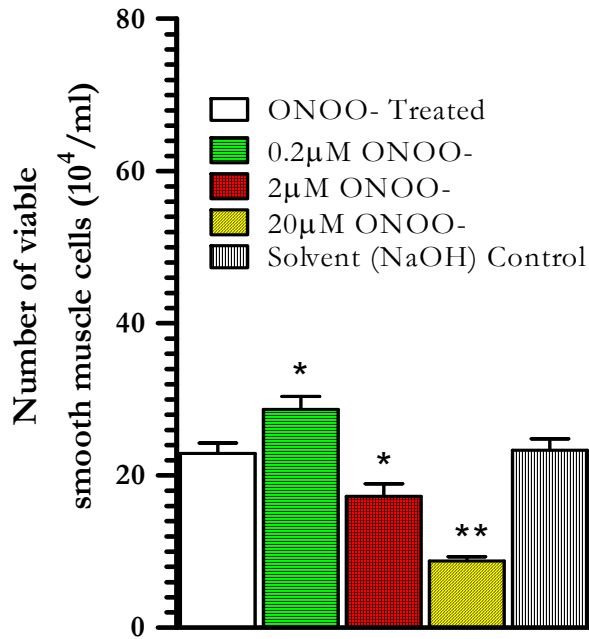 80
60
40
20
0
Number of viable
smooth muscle cells (10⁴/ml)
ONOO- Treated
0.2µM ONOO-
2µM ONOO-
20µM ONOO-
Solvent (NaOH) Control
*
*
**